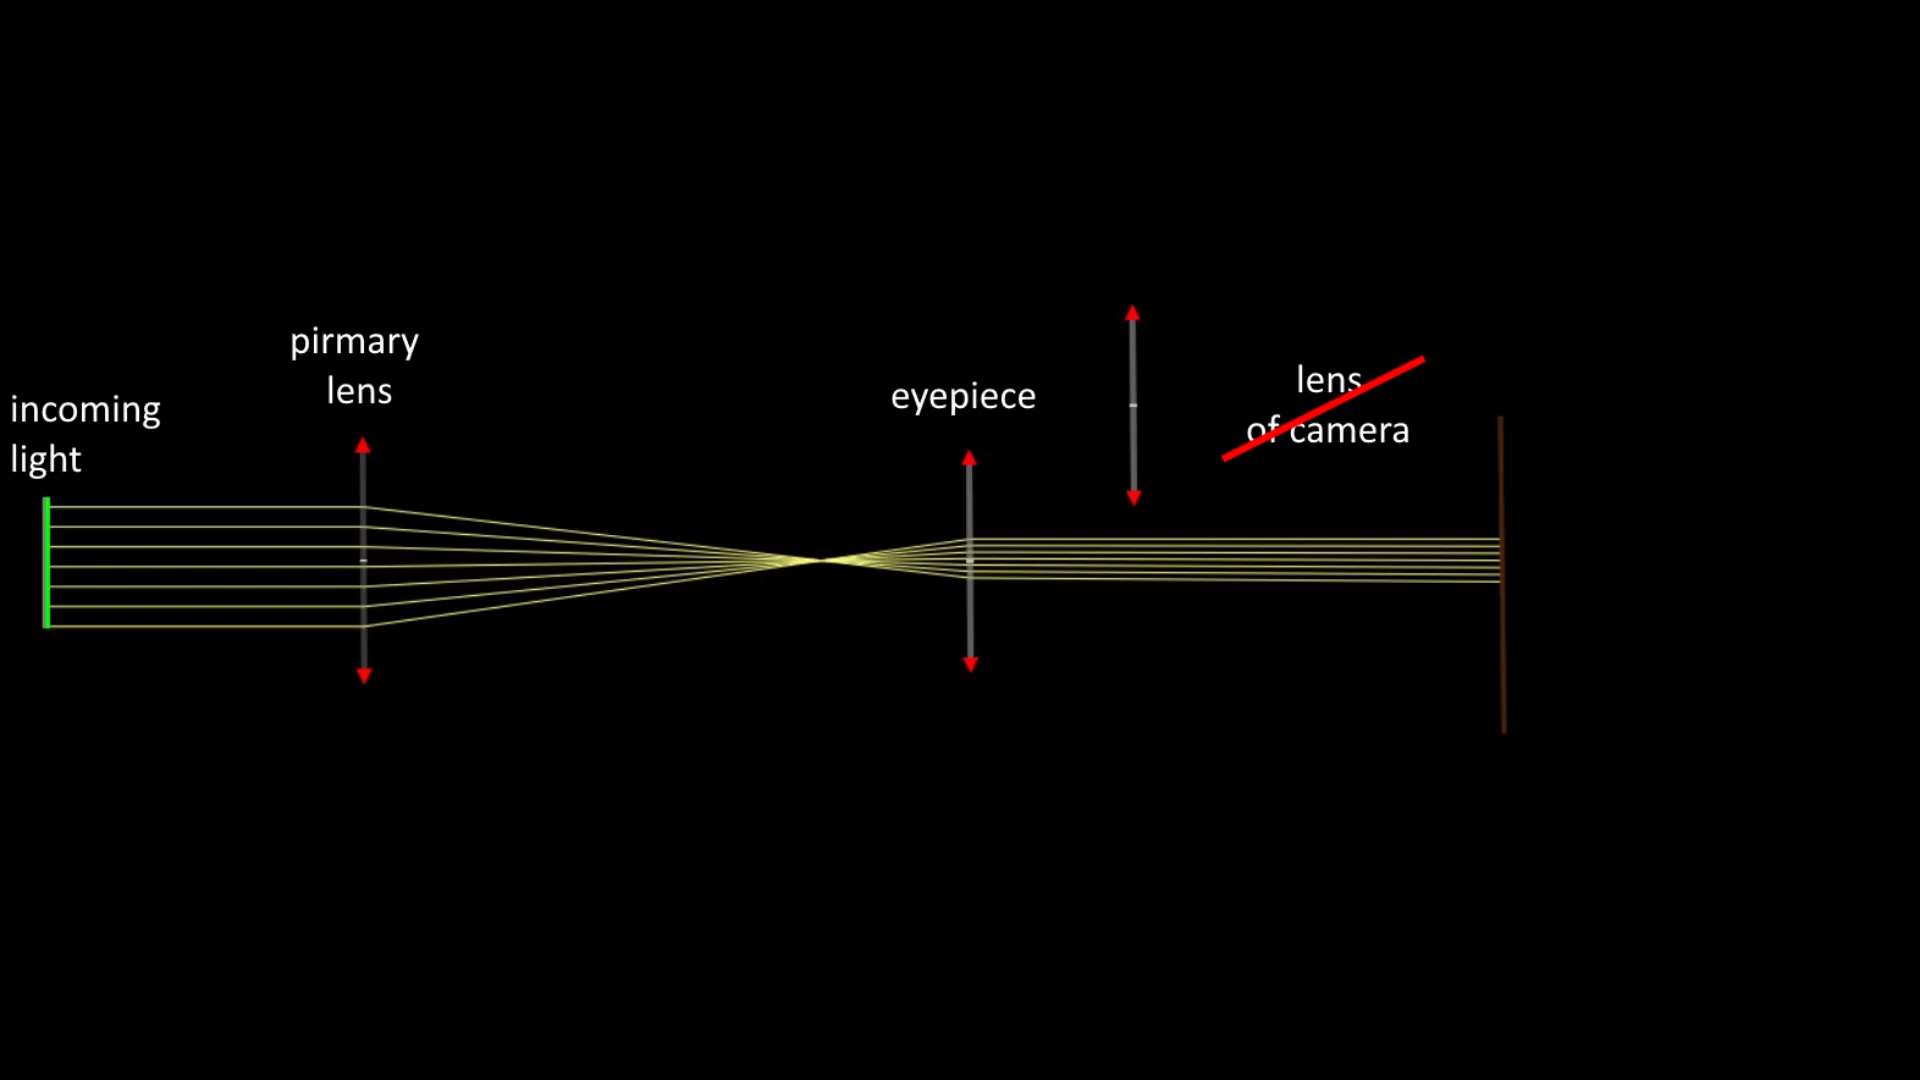 incoming
light
pirmary
lens
eyepiece
lens
of camera